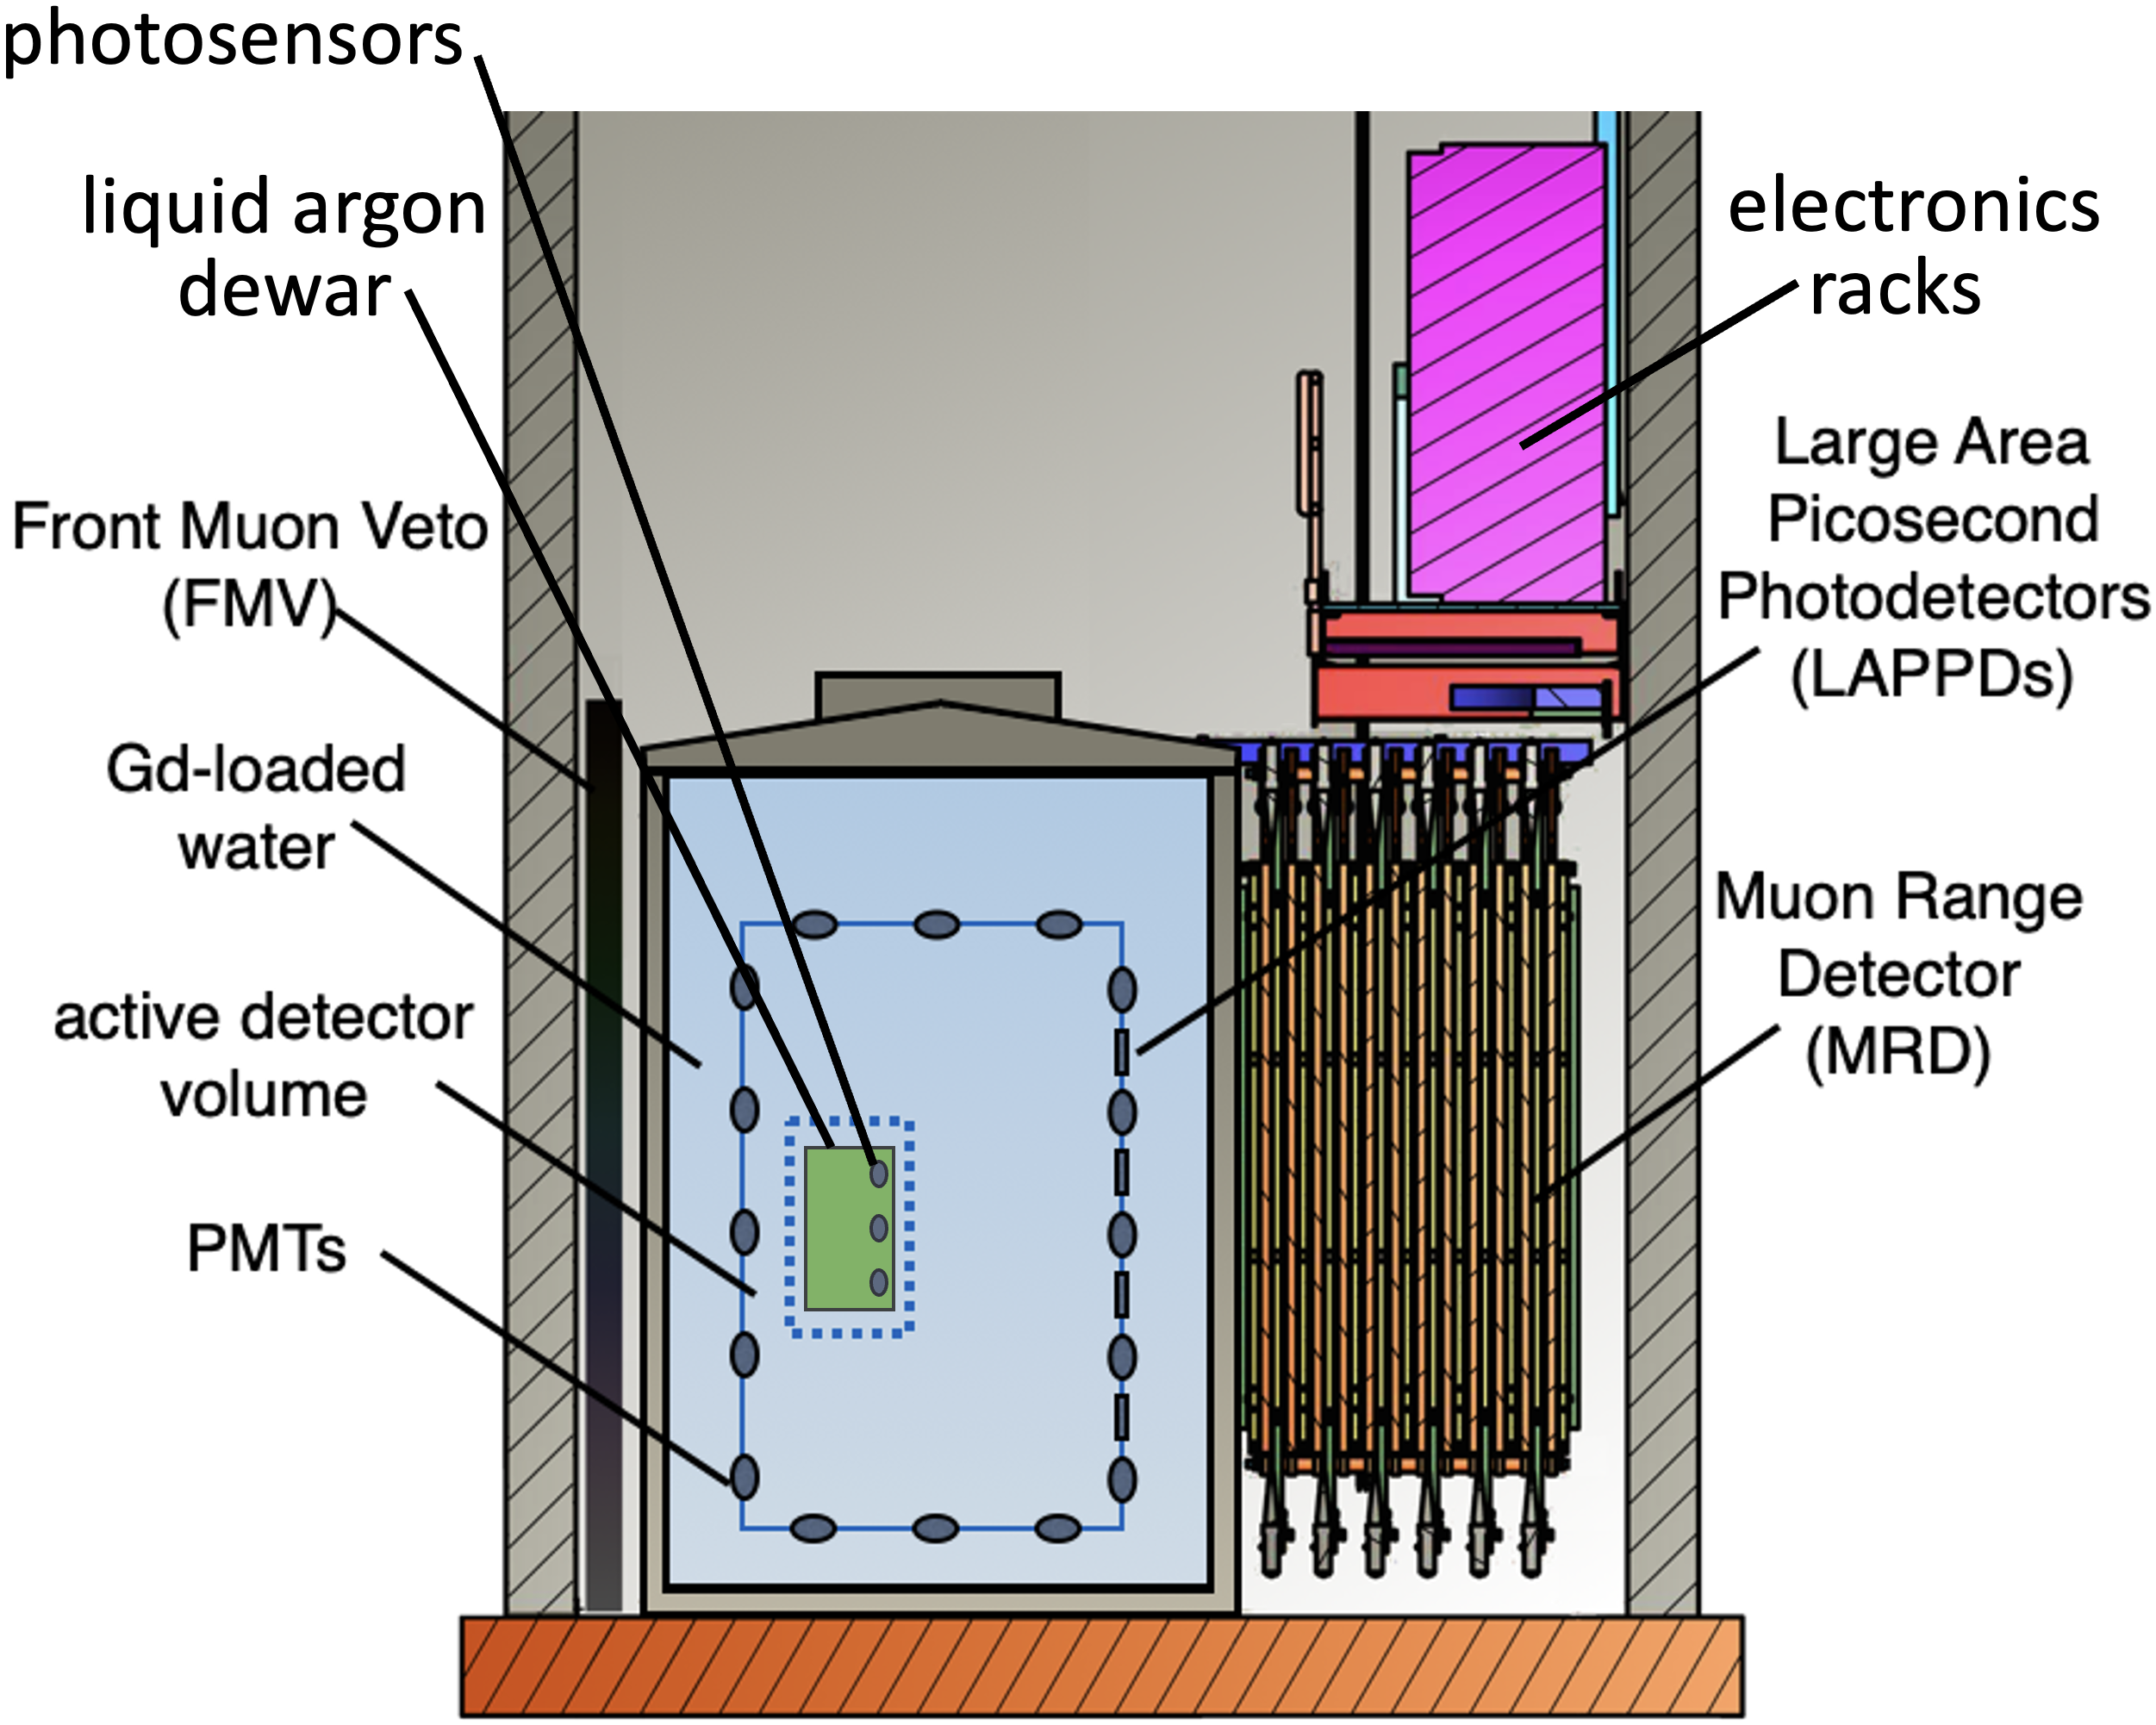 photosensors
liquid argon
dewar
Front Muon Veto
(FMV)
Gd-loaded
water
active detector
volume
PMTs
electronics
racks
Large Area
Picosecond
Photodetectors
(LAPPDs)
Muon Range
Detector
(MRD)